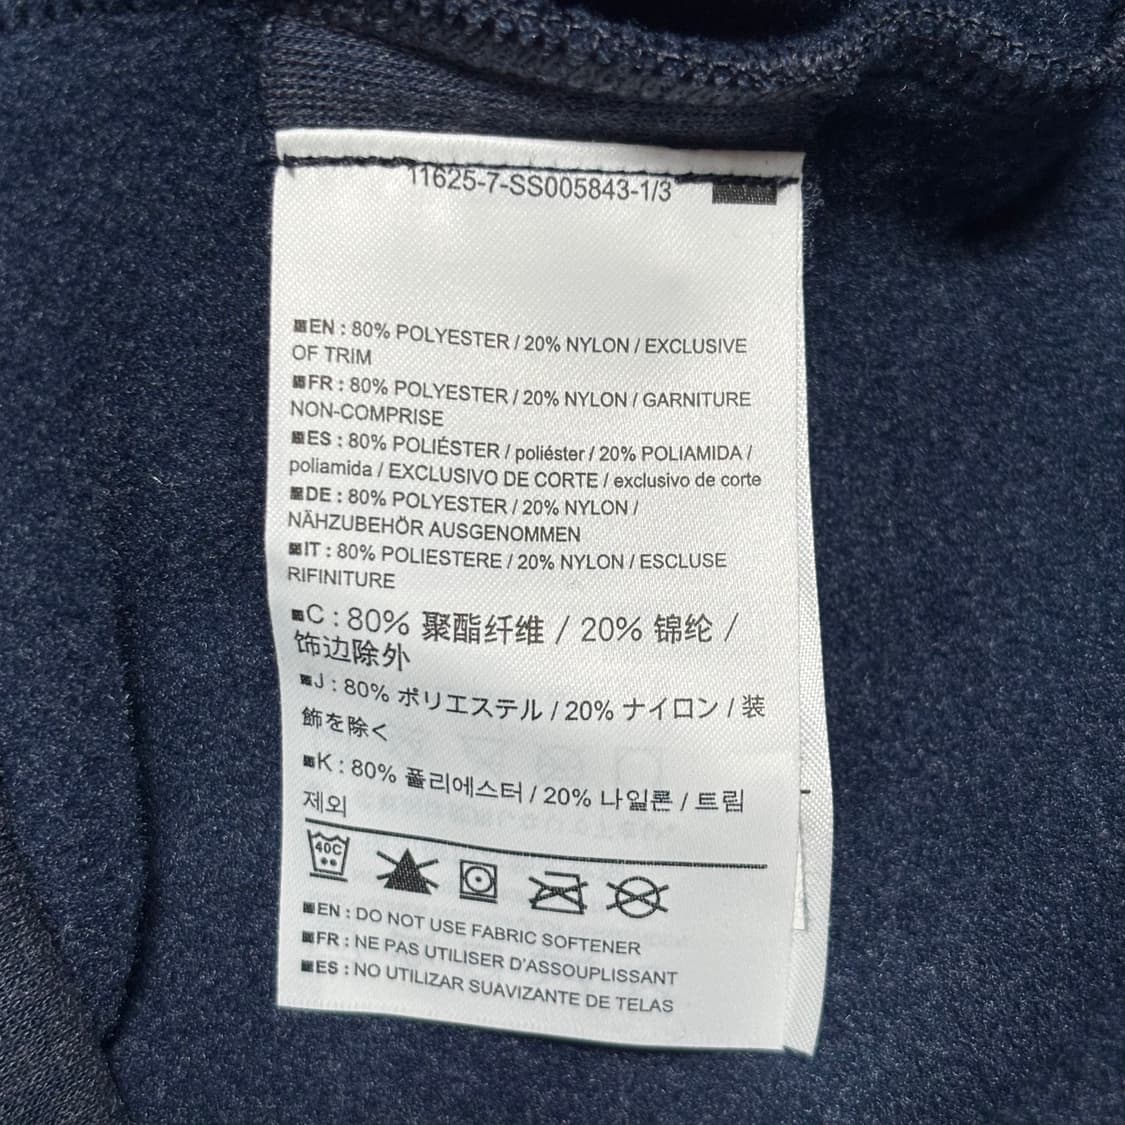 11625-7-SS005843-1/3
EN : 80% POLYESTER / 20% NYLON / EXCLUSIVE
OF TRIM
FR : 80% POLYESTER / 20% NYLON / GARNITURE
NON-COMPRISE
ES : 80% POLIÉSTER / poliéster / 20% POLIAMIDA /
poliamida / EXCLUSIVO DE CORTE / exclusivo de corte
DE : 80% POLYESTER / 20% NYLON /
NÄHZUBEHÖR AUSGENOMMEN
IT : 80% POLIESTERE / 20% NYLON / ESCLUSE
RIFINITURE
C : 80% 聚酯纤维 / 20% 锦纶 /
饰边除外
J : 80% ポリエステル / 20% ナイロン / 装
飾を除く
K : 80% 폴리에스터 / 20% 나일론 / 트림
제외
40C
EN : DO NOT USE FABRIC SOFTENER
FR : NE PAS UTILISER D'ASSOUPLISSANT
ES : NO UTILIZAR SUAVIZANTE DE TELAS